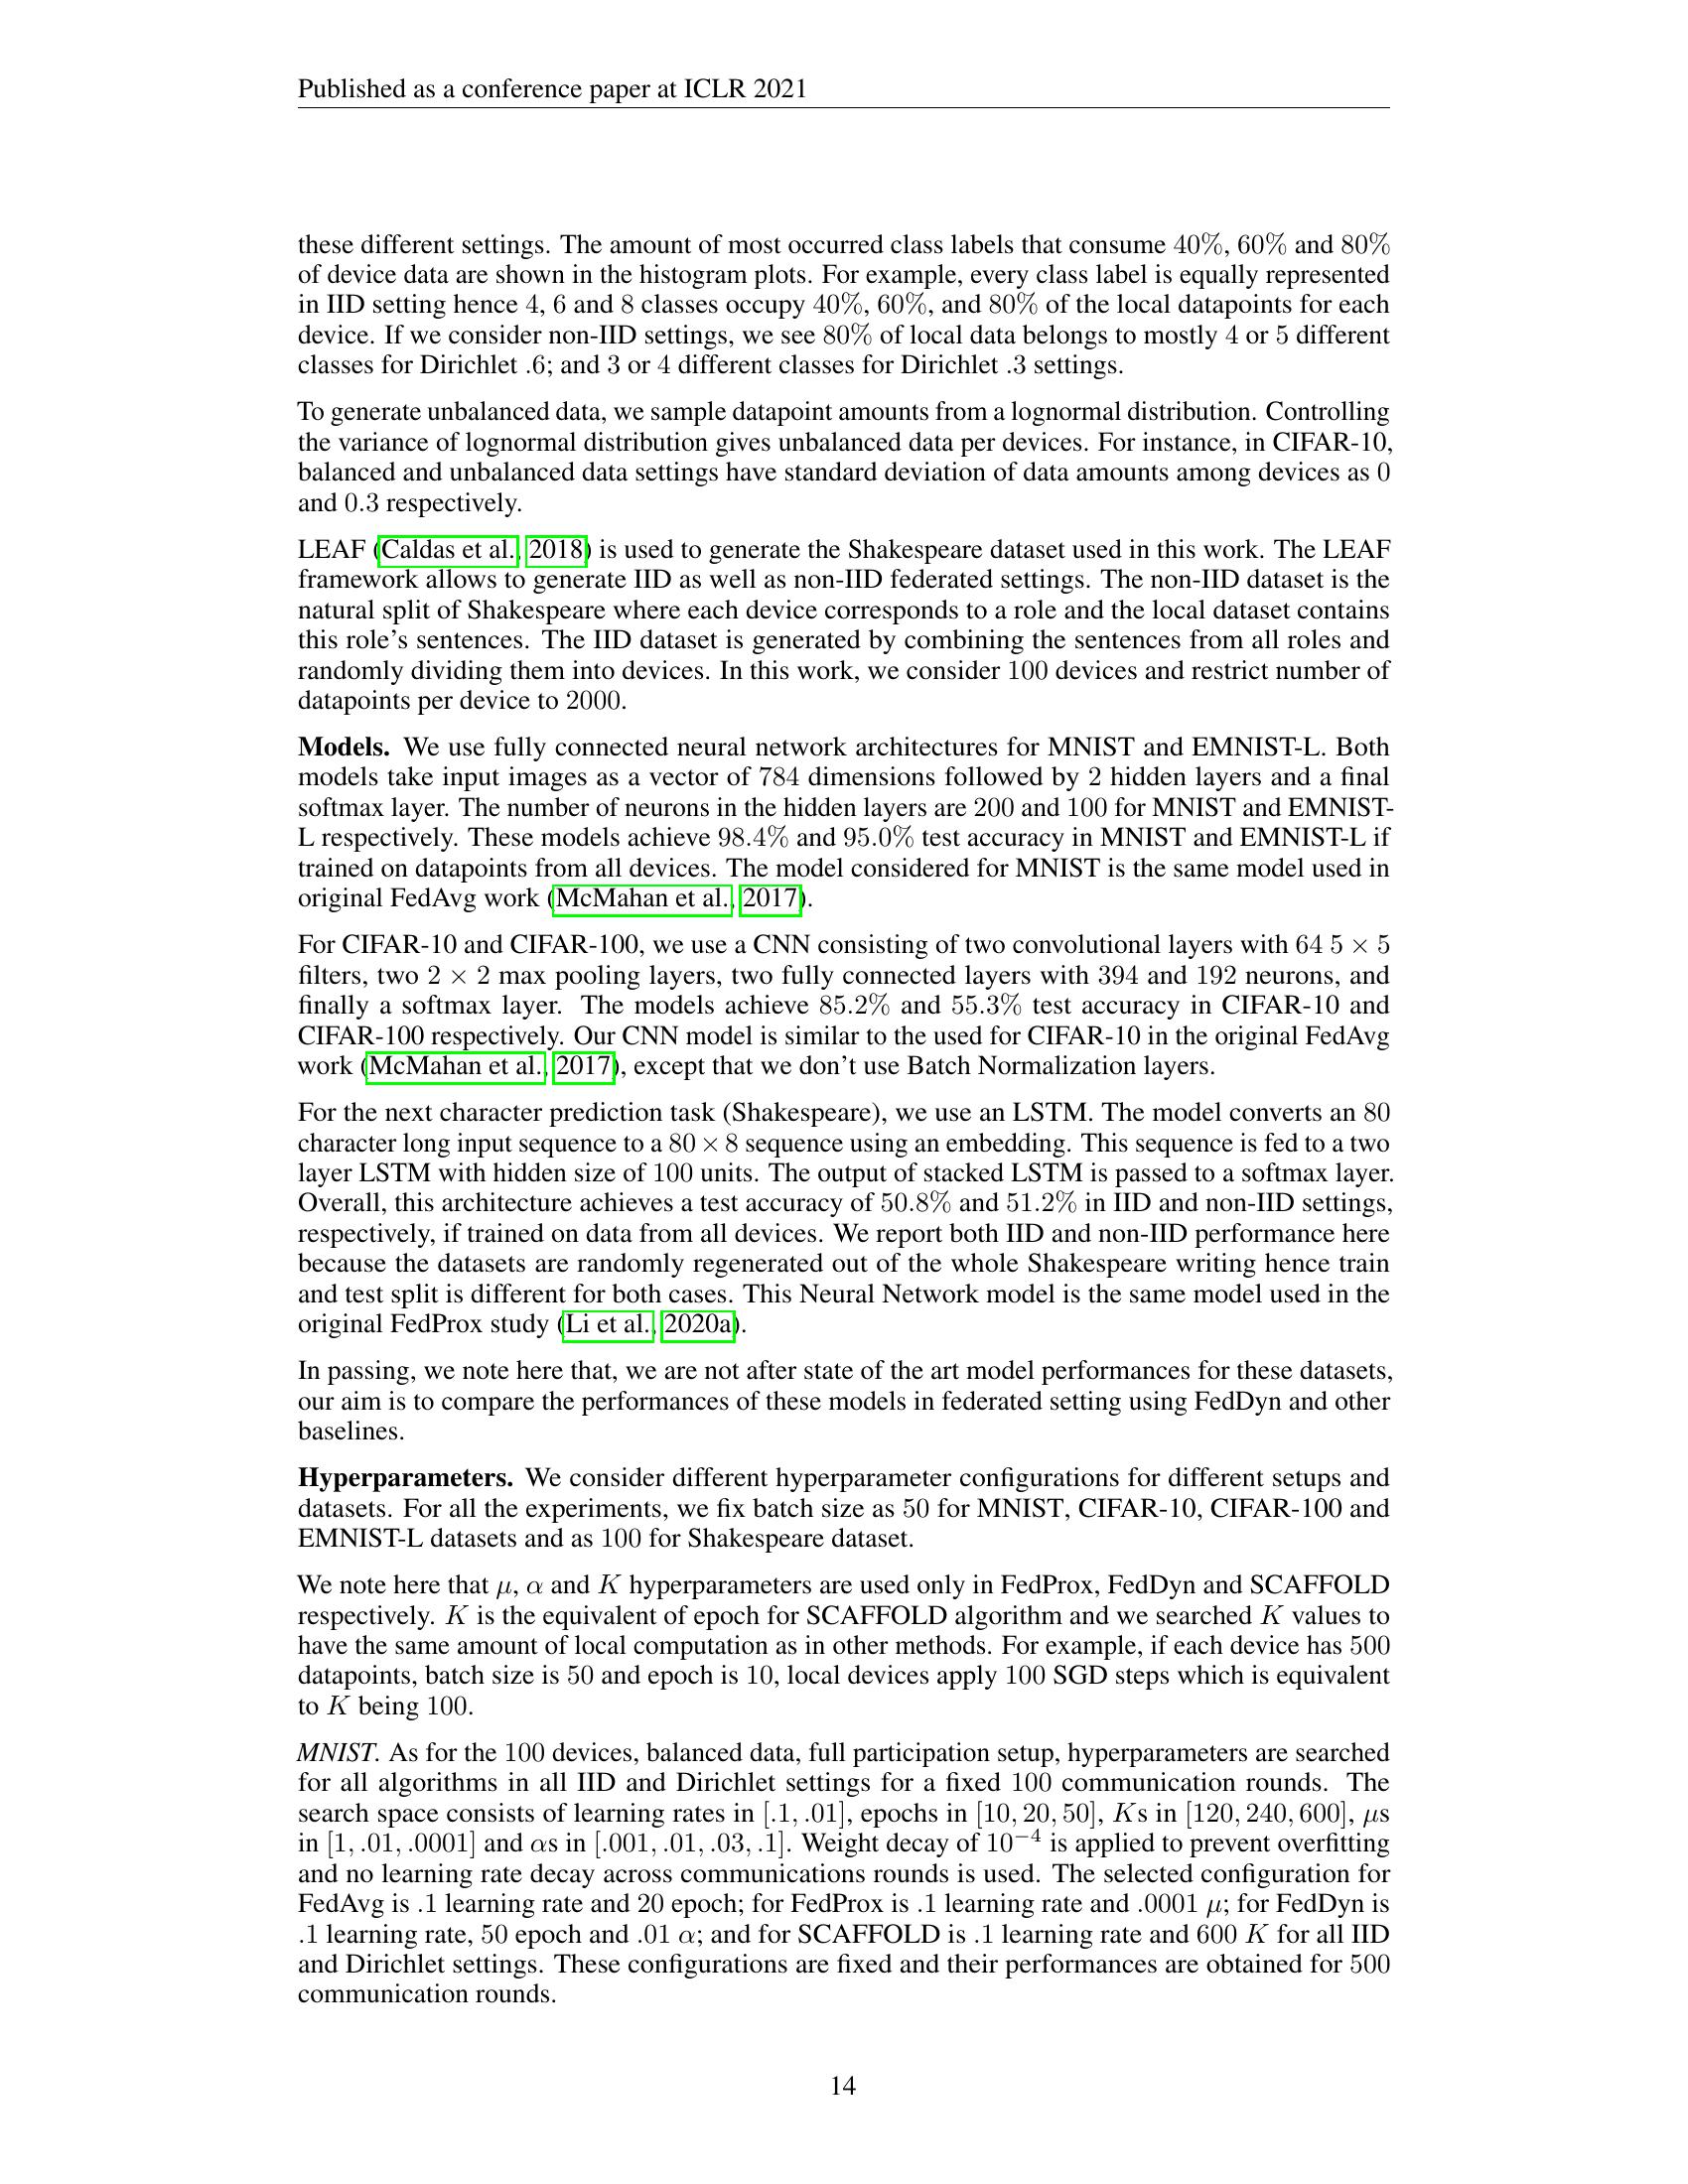 Published as a conference paper at ICLR 2021
these different settings. The amount of most occurred class labels that consume 40%, 60% and 80%
of device data are shown in the histogram plots. For example, every class label is equally represented
in IID setting hence 4, 6 and 8 classes occupy 40%, 60%, and 80% of the local datapoints for each
device. If we consider non-IID settings, we see 80% of local data belongs to mostly 4 or 5 different
classes for Dirichlet .6; and 3 or 4 different classes for Dirichlet .3 settings.
To generate unbalanced data, we sample datapoint amounts from a lognormal distribution. Controlling
the variance of lognormal distribution gives unbalanced data per devices. For instance, in CIFAR-10,
balanced and unbalanced data settings have standard deviation of data amounts among devices as 0
and 0.3 respectively.
LEAF (Caldas et al., 2018) is used to generate the Shakespeare dataset used in this work. The LEAF
framework allows to generate IID as well as non-IID federated settings. The non-IID dataset is the
natural split of Shakespeare where each device corresponds to a role and the local dataset contains
this role's sentences. The IID dataset is generated by combining the sentences from all roles and
randomly dividing them into devices. In this work, we consider 100 devices and restrict number of
datapoints per device to 2000.
Models. We use fully connected neural network architectures for MNIST and EMNIST-L. Both
models take input images as a vector of 784 dimensions followed by 2 hidden layers and a final
softmax layer. The number of neurons in the hidden layers are 200 and 100 for MNIST and EMNIST-
L respectively. These models achieve 98.4% and 95.0% test accuracy in MNIST and EMNIST-L if
trained on datapoints from all devices. The model considered for MNIST is the same model used in
original FedAvg work (McMahan et al., 2017).
For CIFAR-10 and CIFAR-100, we use a CNN consisting of two convolutional layers with 64 5 × 5
filters, two 2 × 2 max pooling layers, two fully connected layers with 394 and 192 neurons, and
finally a softmax layer. The models achieve 85.2% and 55.3% test accuracy in CIFAR-10 and
CIFAR-100 respectively. Our CNN model is similar to the used for CIFAR-10 in the original FedAvg
work (McMahan et al., 2017), except that we don't use Batch Normalization layers.
For the next character prediction task (Shakespeare), we use an LSTM. The model converts an 80
character long input sequence to a 80 × 8 sequence using an embedding. This sequence is fed to a two
layer LSTM with hidden size of 100 units. The output of stacked LSTM is passed to a softmax layer.
Overall, this architecture achieves a test accuracy of 50.8% and 51.2% in IID and non-IID settings,
respectively, if trained on data from all devices. We report both IID and non-IID performance here
because the datasets are randomly regenerated out of the whole Shakespeare writing hence train
and test split is different for both cases. This Neural Network model is the same model used in the
original FedProx study (Li et al., 2020a).
In passing, we note here that, we are not after state of the art model performances for these datasets,
our aim is to compare the performances of these models in federated setting using FedDyn and other
baselines.
Hyperparameters. We consider different hyperparameter configurations for different setups and
datasets. For all the experiments, we fix batch size as 50 for MNIST, CIFAR-10, CIFAR-100 and
EMNIST-L datasets and as 100 for Shakespeare dataset.
We note here that μ, α and K hyperparameters are used only in FedProx, FedDyn and SCAFFOLD
respectively. K is the equivalent of epoch for SCAFFOLD algorithm and we searched K values to
have the same amount of local computation as in other methods. For example, if each device has 500
datapoints, batch size is 50 and epoch is 10, local devices apply 100 SGD steps which is equivalent
to K being 100.
MNIST. As for the 100 devices, balanced data, full participation setup, hyperparameters are searched
for all algorithms in all IID and Dirichlet settings for a fixed 100 communication rounds. The
search space consists of learning rates in [.1, .01], epochs in [10, 20, 50], Ks in [120, 240, 600], μs
in [1, .01, .0001] and αs in [.001, .01, .03, .1]. Weight decay of 10⁻⁴ is applied to prevent overfitting
and no learning rate decay across communications rounds is used. The selected configuration for
FedAvg is .1 learning rate and 20 epoch; for FedProx is .1 learning rate and .0001 μ; for FedDyn is
.1 learning rate, 50 epoch and .01 α; and for SCAFFOLD is .1 learning rate and 600 K for all IID
and Dirichlet settings. These configurations are fixed and their performances are obtained for 500
communication rounds.
14